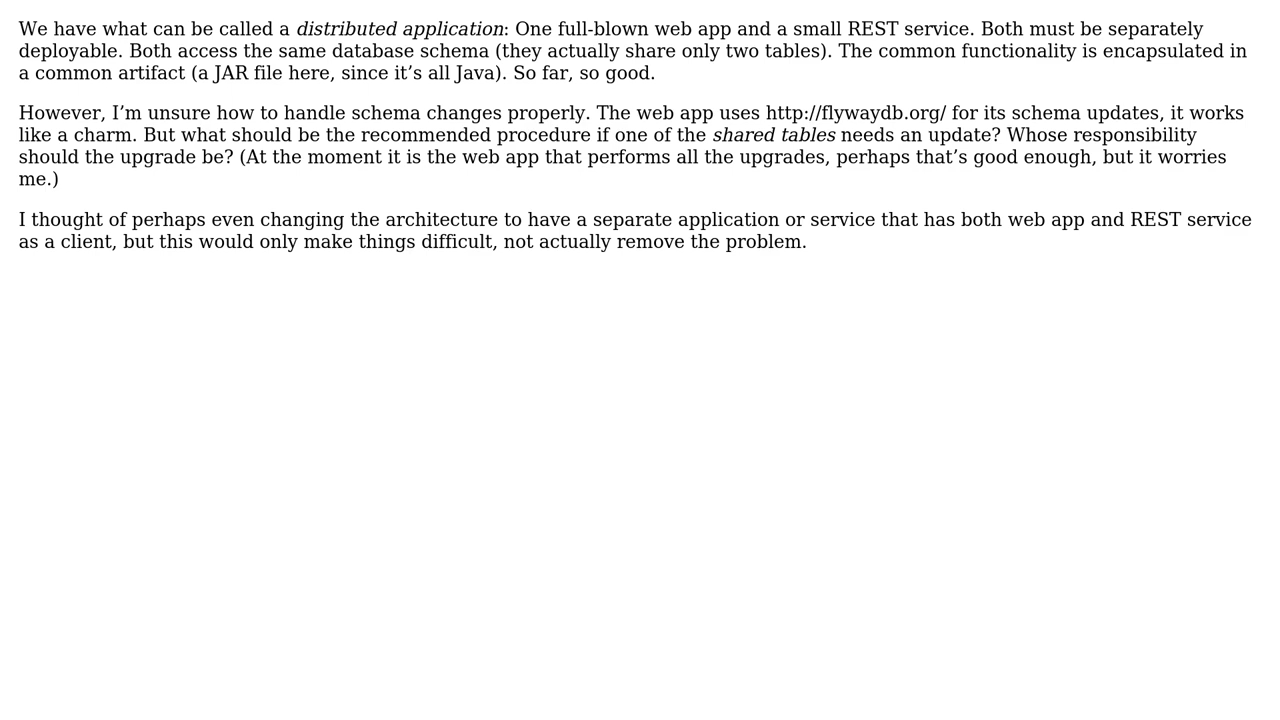 We have what can be called a distributed application: One full-blown web app and a small REST service. Both must be separately
deployable. Both access the same database schema (they actually share only two tables). The common functionality is encapsulated in
a common artifact (a JAR file here, since it’s all Java). So far, so good.
However, I’m unsure how to handle schema changes properly. The web app uses http://flywaydb.org/ for its schema updates, it works
like a charm. But what should be the recommended procedure if one of the shared tables needs an update? Whose responsibility
should the upgrade be? (At the moment it is the web app that performs all the upgrades, perhaps that’s good enough, but it worries
me.)
I thought of perhaps even changing the architecture to have a separate application or service that has both web app and REST service
as a client, but this would only make things difficult, not actually remove the problem.